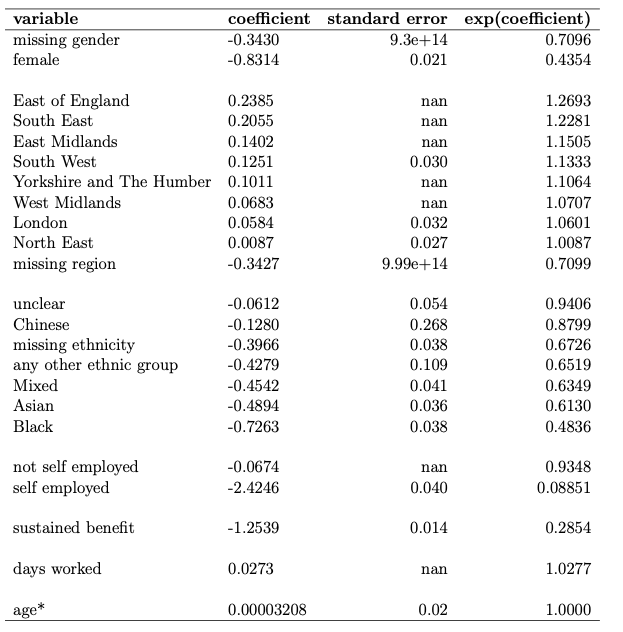 variable coefficient standard error exp(coefficient)
missing gender -0.3430 9.3e+14 0.7096
female -0.8314 0.021 0.4354
East of England 0.2385 nan 1.2693
South East 0.2055 nan 1.2281
East Midlands 0.1402 nan 1.1505
South West 0.1251 0.030 1.1333
Yorkshire and The Humber 0.1011 nan 1.1064
West Midlands 0.0683 nan 1.0707
London 0.0584 0.032 1.0601
North East 0.0087 0.027 1.0087
missing region -0.3427 9.99e+14 0.7099
unclear -0.0612 0.054 0.9406
Chinese -0.1280 0.268 0.8799
missing ethnicity -0.3966 0.038 0.6726
any other ethnic group -0.4279 0.109 0.6519
Mixed -0.4542 0.041 0.6349
Asian -0.4894 0.036 0.6130
Black -0.7263 0.038 0.4836
not self employed -0.0674 nan 0.9348
self employed -2.4246 0.040 0.08851
sustained benefit -1.2539 0.014 0.2854
days worked 0.0273 nan 1.0277
age* 0.00003208 0.02 1.0000